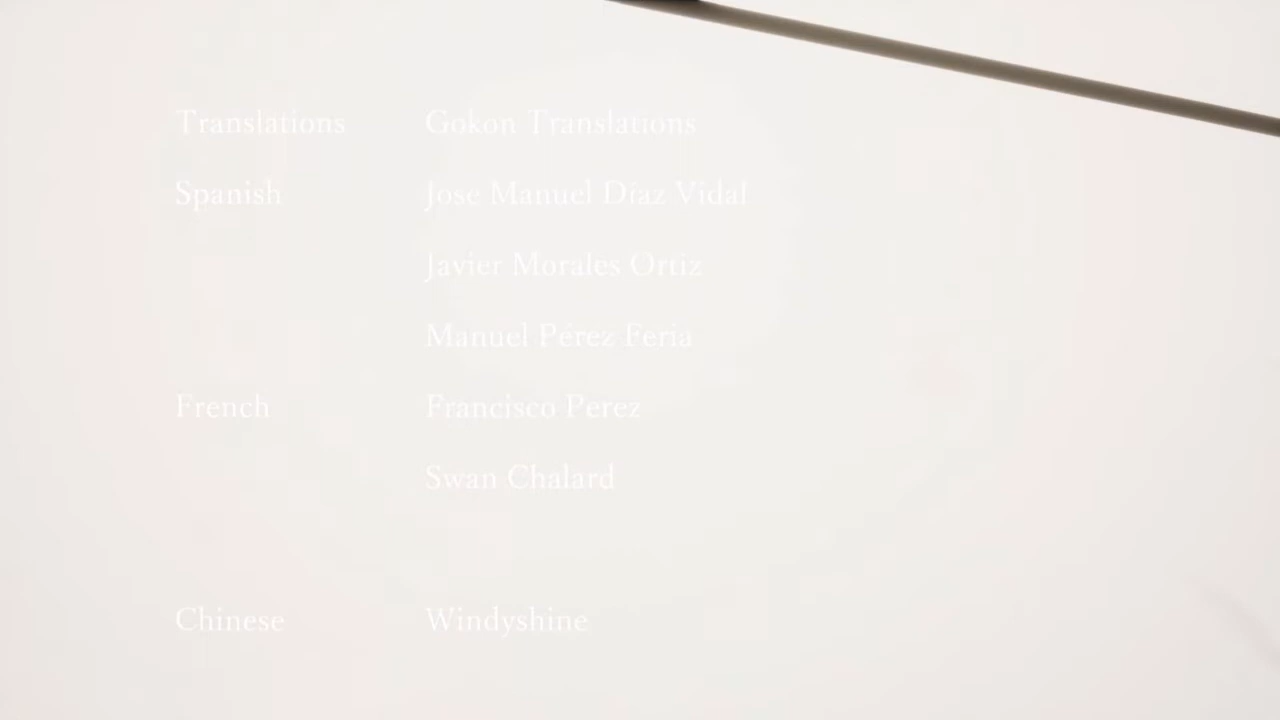 Translations Gokon Translations
Spanish Jose Manuel Díaz Vidal
Javier Morales Ortiz
Manuel Pérez Feria
French Francisco Perez
Swan Chalard
Chinese Windyshine